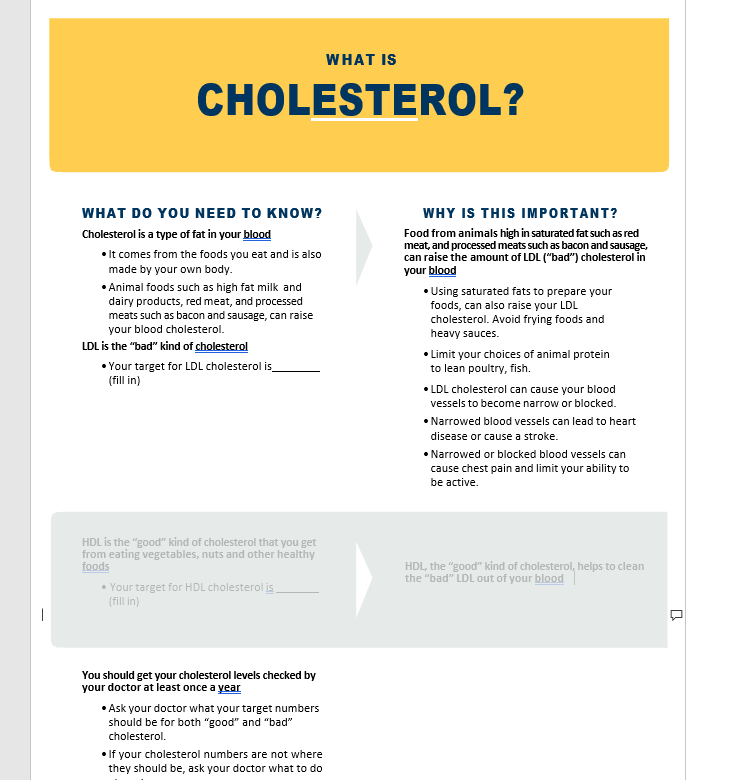 WHAT IS
CHOLESTEROL?
WHAT DO YOU NEED TO KNOW?
Cholesterol is a type of fat in your blood
• It comes from the foods you eat and is also
made by your own body.
• Animal foods such as high fat milk and
dairy products, red meat, and processed
meats such as bacon and sausage, can raise
your blood cholesterol.
LDL is the “bad” kind of cholesterol
• Your target for LDL cholesterol is________
(fill in)
WHY IS THIS IMPORTANT?
Food from animals high in saturated fat such as red
meat, and processed meats such as bacon and sausage,
can raise the amount of LDL (“bad”) cholesterol in
your blood
• Using saturated fats to prepare your
foods, can also raise your LDL
cholesterol. Avoid frying foods and
heavy sauces.
• Limit your choices of animal protein
to lean poultry, fish.
• LDL cholesterol can cause your blood
vessels to become narrow or blocked.
• Narrowed blood vessels can lead to heart
disease or cause a stroke.
• Narrowed or blocked blood vessels can
cause chest pain and limit your ability to
be active.
HDL is the “good” kind of cholesterol that you get
from eating vegetables, nuts and other healthy
foods
• Your target for HDL cholesterol is _______
(fill in)
HDL, the “good” kind of cholesterol, helps to clean
the “bad” LDL out of your blood
You should get your cholesterol levels checked by
your doctor at least once a year
• Ask your doctor what your target numbers
should be for both “good” and “bad”
cholesterol.
• If your cholesterol numbers are not where
they should be, ask your doctor what to do